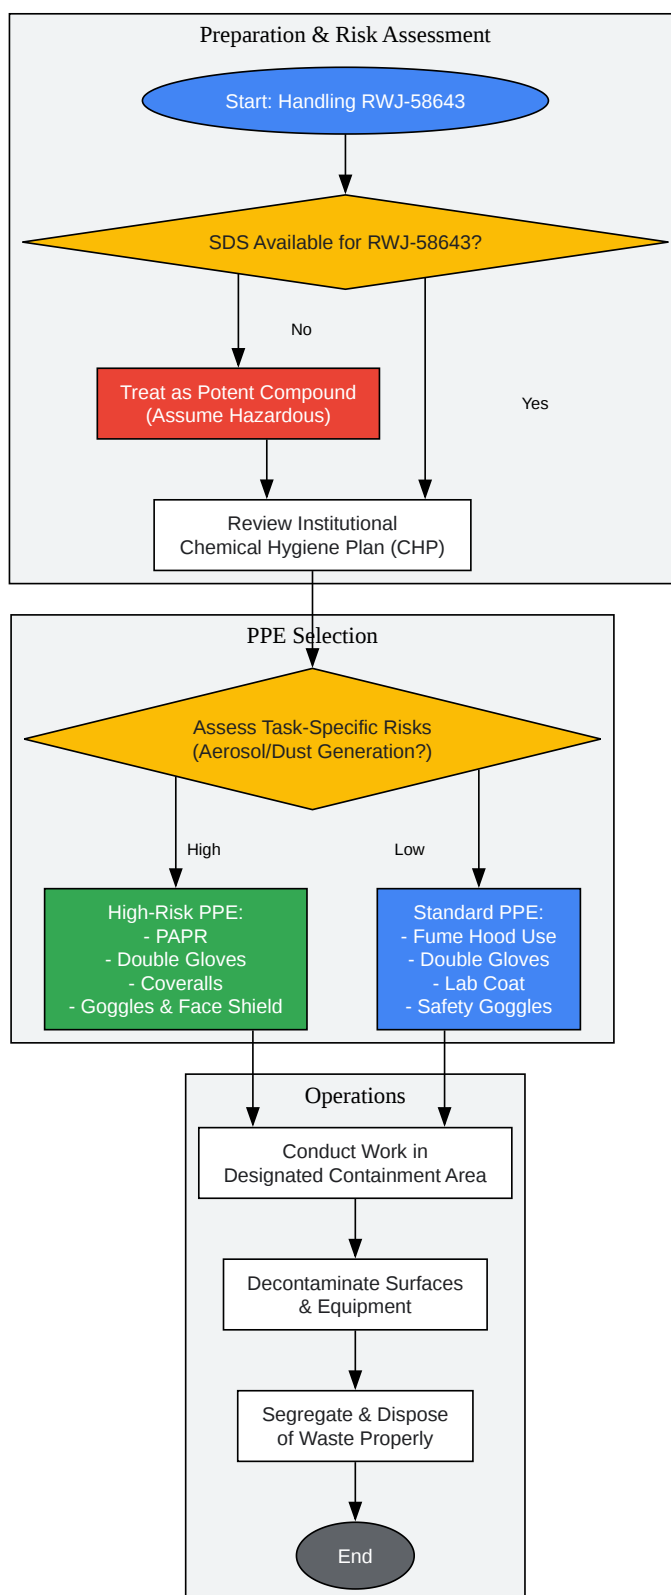 Preparation & Risk Assessment
Start: Handling RWJ-58643
SDS Available for RWJ-58643?
No
Yes
Treat as Potent Compound
(Assume Hazardous)
Review Institutional
Chemical Hygiene Plan (CHP)
PPE Selection
Assess Task-Specific Risks
(Aerosol/Dust Generation?)
High
Low
High-Risk PPE:
- PAPR
- Double Gloves
- Coveralls
- Goggles & Face Shield
Standard PPE:
- Fume Hood Use
- Double Gloves
- Lab Coat
- Safety Goggles
Operations
Conduct Work in
Designated Containment Area
Decontaminate Surfaces
& Equipment
Segregate & Dispose
of Waste Properly
End